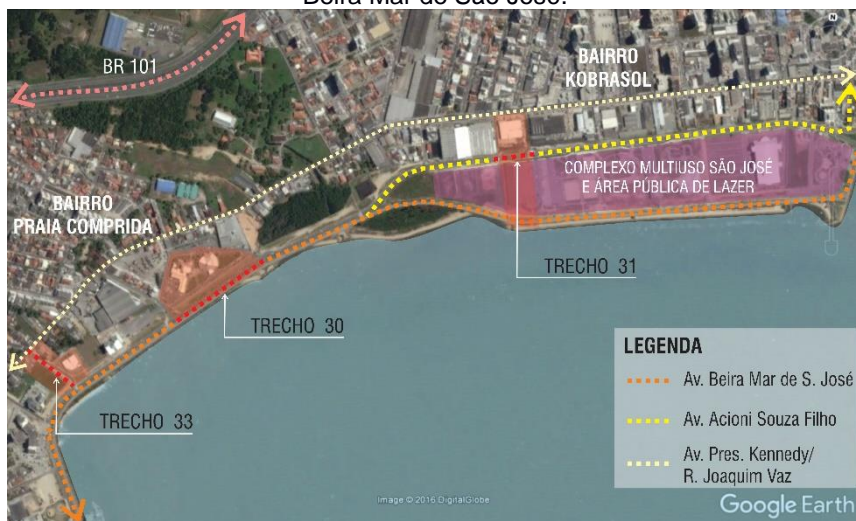 Beira Mar de São José.
BR 101
BAIRRO
KOBRASOL
COMPLEXO MULTIUSO SÃO JOSÉ
E ÁREA PÚBLICA DE LAZER
BAIRRO
PRAIA COMPRIDA
TRECHO 31
TRECHO 30
TRECHO 33
LEGENDA
Av. Beira Mar de S. José
Av. Acioni Souza Filho
Av. Pres. Kennedy/
R. Joaquim Vaz
Image © 2016 DigitalGlobe
Google Earth